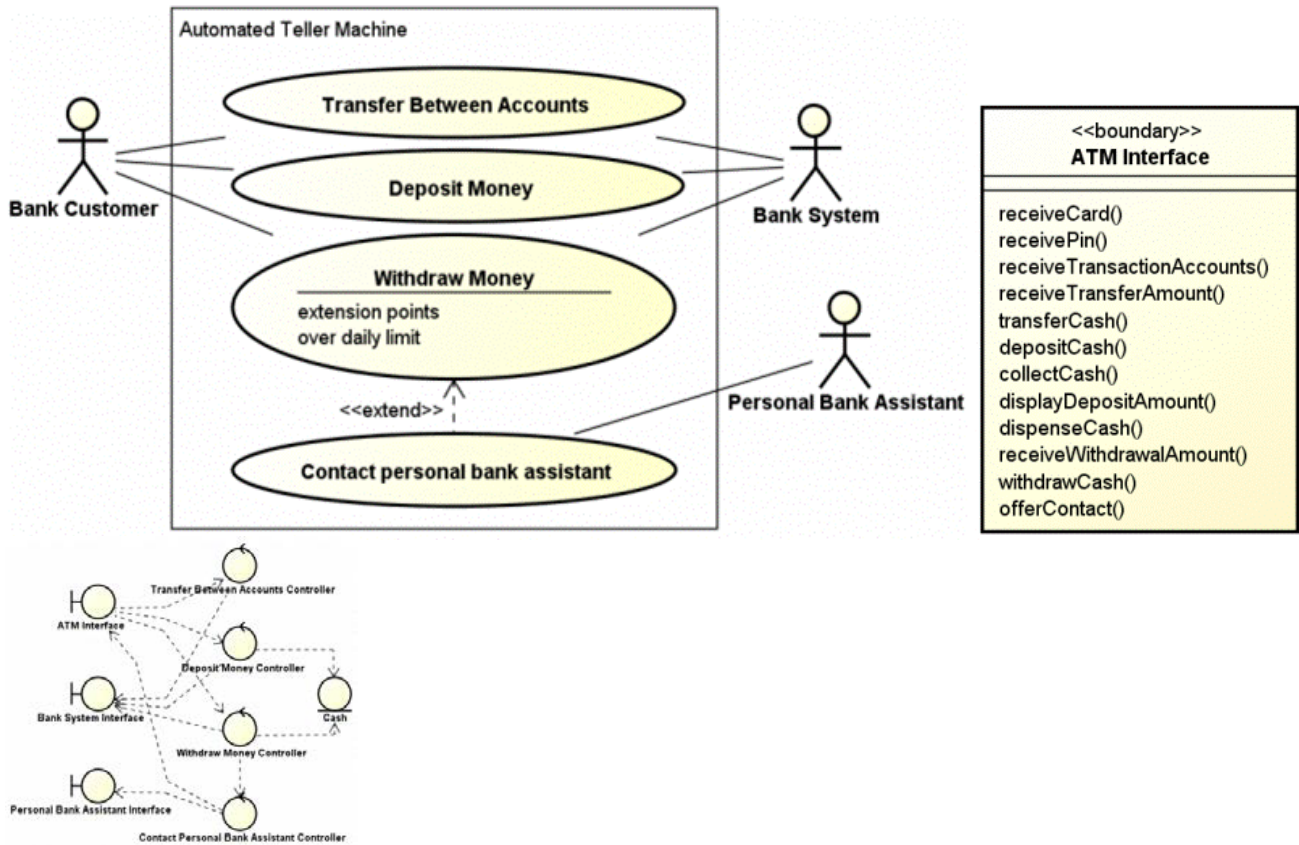 Automated Teller Machine
Transfer Between Accounts
Deposit Money
Bank Customer
Bank System
Withdraw Money
extension points
over daily limit
<<extend>>
Personal Bank Assistant
Contact personal bank assistant
<<boundary>>
ATM Interface
receiveCard()
receivePin()
receiveTransactionAccounts()
receiveTransferAmount()
transferCash()
depositCash()
collectCash()
displayDepositAmount()
dispenseCash()
receiveWithdrawalAmount()
withdrawCash()
offerContact()
Transfer Between Accounts Controller
ATM Interface
Deposit Money Controller
Bank System Interface
Cash
Withdraw Money Controller
Personal Bank Assistant Interface
Contact Personal Bank Assistant Controller